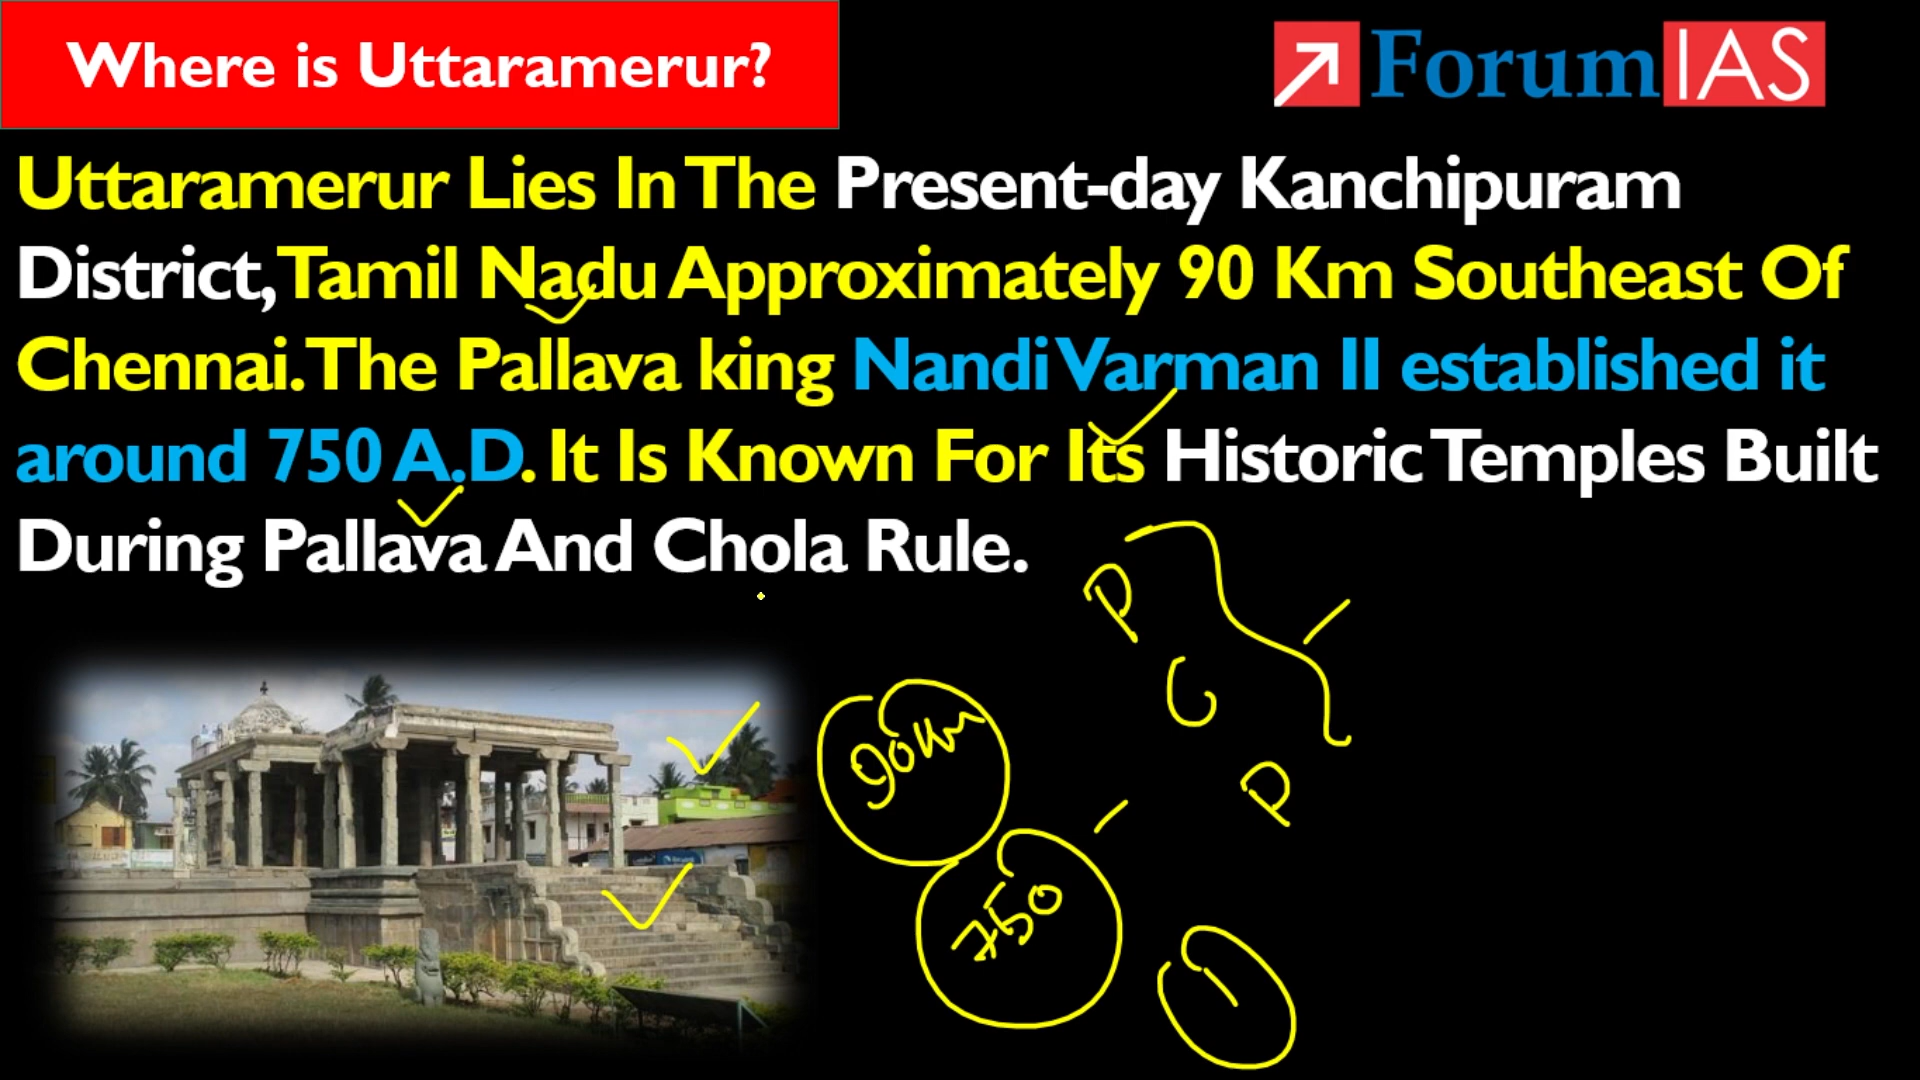 Where is Uttaramerur?
ForumIAS
Uttaramerur Lies In The Present-day Kanchipuram
District, Tamil Nadu Approximately 90 Km Southeast Of
Chennai. The Pallava king Nandi Varman II established it
around 750 A.D. It Is Known For Its Historic Temples Built
During Pallava And Chola Rule.
P
C
90km
P
750
1